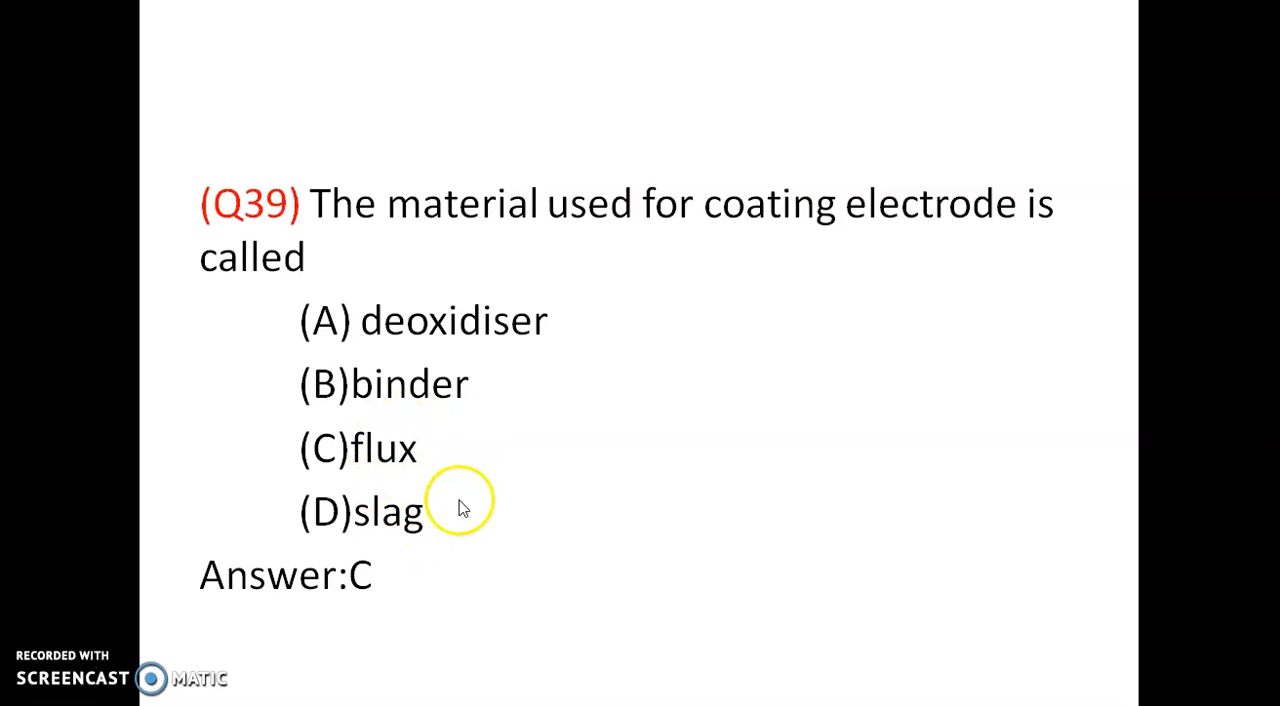 (Q39) The material used for coating electrode is
called
(A) deoxidiser
(B)binder
(C)flux
(D)slag
Answer:C
RECORDED WITH
SCREENCAST MATIC